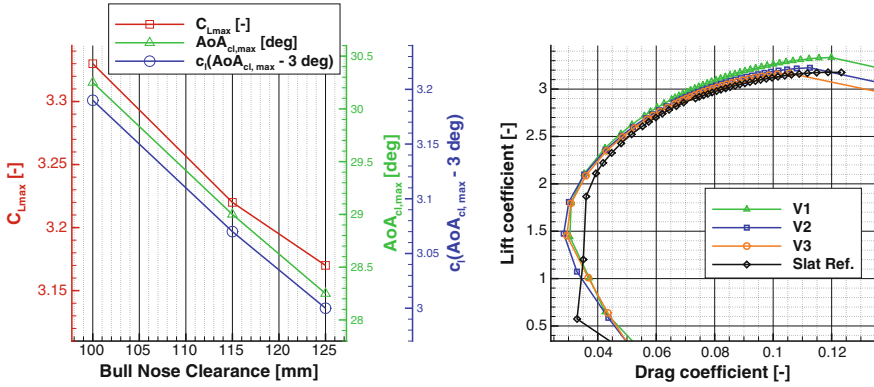 C_Lmax [-]
AoA_cl,max [deg]
c_l(AoA_cl, max - 3 deg)
C_Lmax [-]
3.3
3.25
3.2
3.15
AoA_cl,max [deg]
30.5
30
29.5
29
28.5
28
c_l(AoA_cl, max - 3 deg)
3.2
3.15
3.1
3.05
3
100 105 110 115 120 125
Bull Nose Clearance [mm]
Lift coefficient [-]
3
2.5
2
1.5
1
0.5
V1
V2
V3
Slat Ref.
0.04 0.06 0.08 0.1 0.12
Drag coefficient [-]